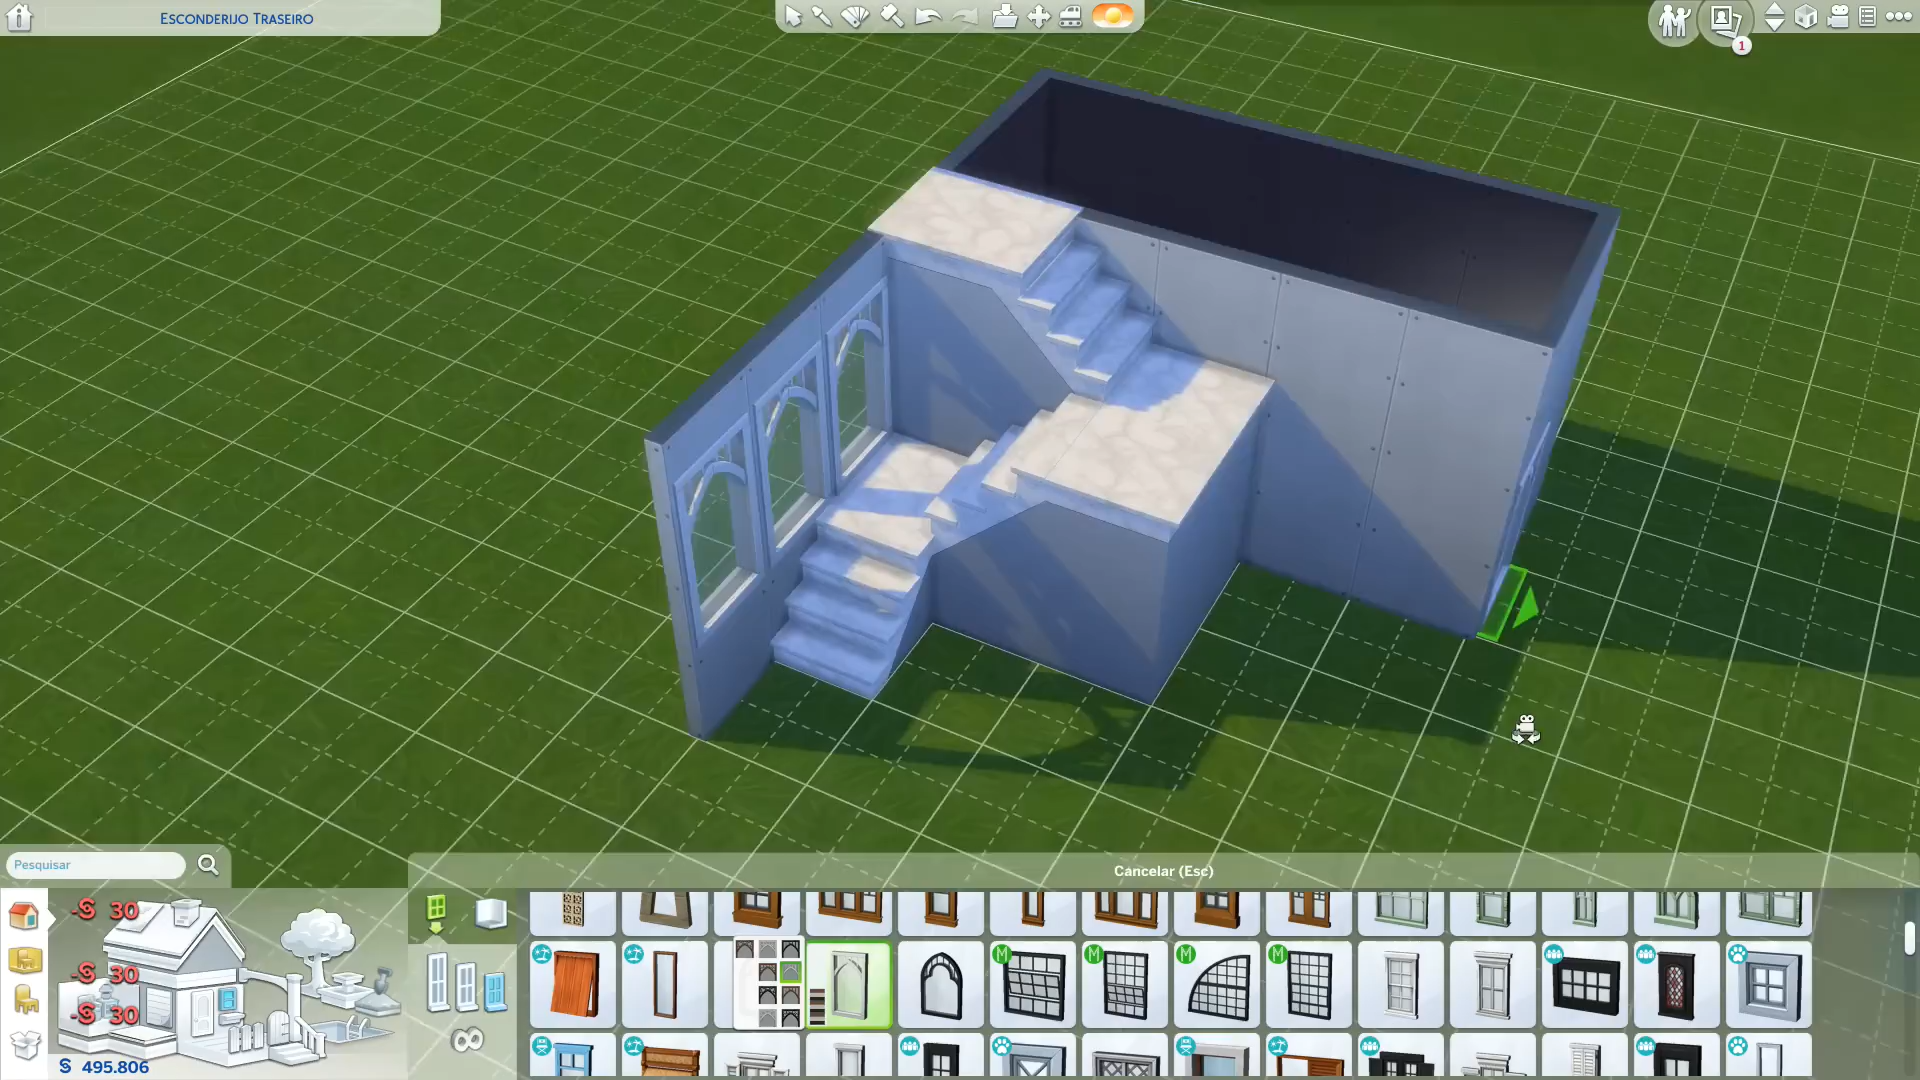 Esconderijo Traseiro
1
Cancelar (Esc)
Pesquisar
-§ 30
-§ 30
-§ 30
§ 495.806
M
M
M
M